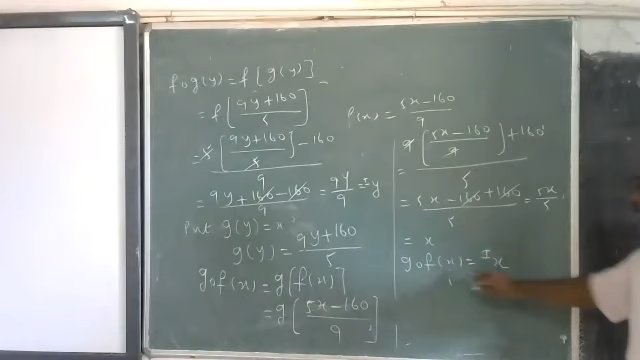 fog(y) = f[g(y)]
= f[(9y+160)/5]
= 5[(9y+160)/5] - 160 / 9
= (9y+160-160)/9 = 9y/9 = Iy
Put g(y) = x
g(y) = (9y+160)/5
gof(x) = g[f(x)]
= g[(5x-160)/9]
f(x) = (5x-160)/9
= 9[(5x-160)/9] + 160 / 5
= (5x-160+160)/5 = 5x/5
= x
gof(x) = Ix